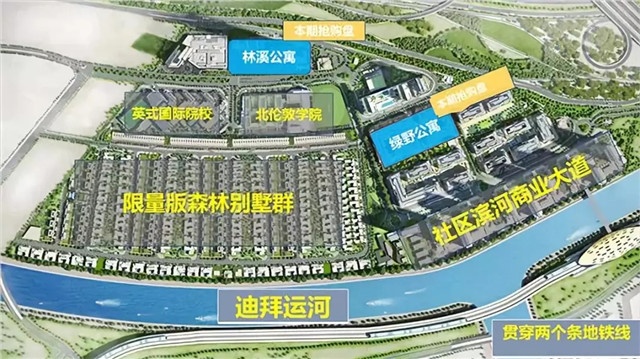 本期抢购盘
林溪公寓
本期抢购盘
英式国际院校
北伦敦学院
绿野公寓
限量版森林别墅群
社区滨河商业大道
迪拜运河
贯穿两个条地铁线